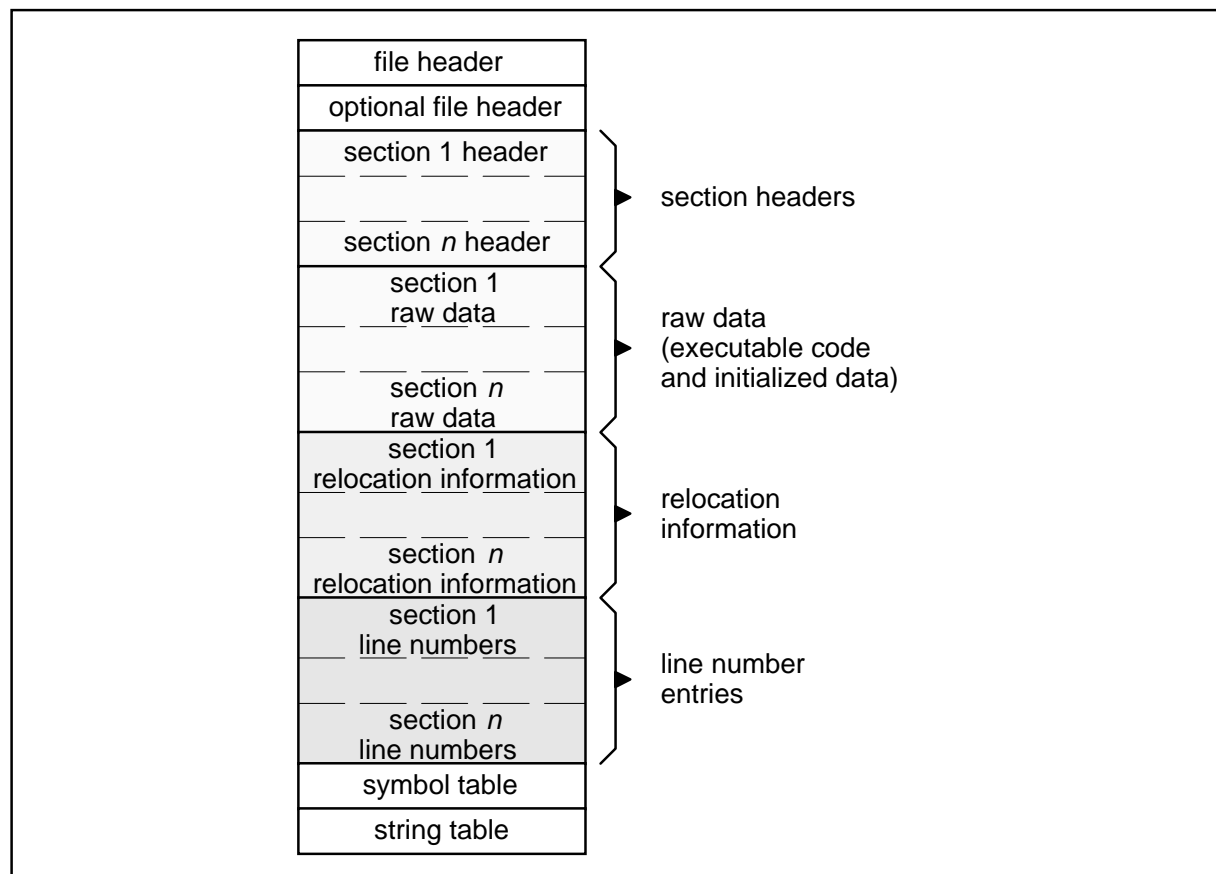 file header
optional file header
section 1 header
section n header
section headers
section 1
raw data
section n
raw data
raw data
(executable code
and initialized data)
section 1
relocation information
section n
relocation information
relocation
information
section 1
line numbers
section n
line numbers
line number
entries
symbol table
string table